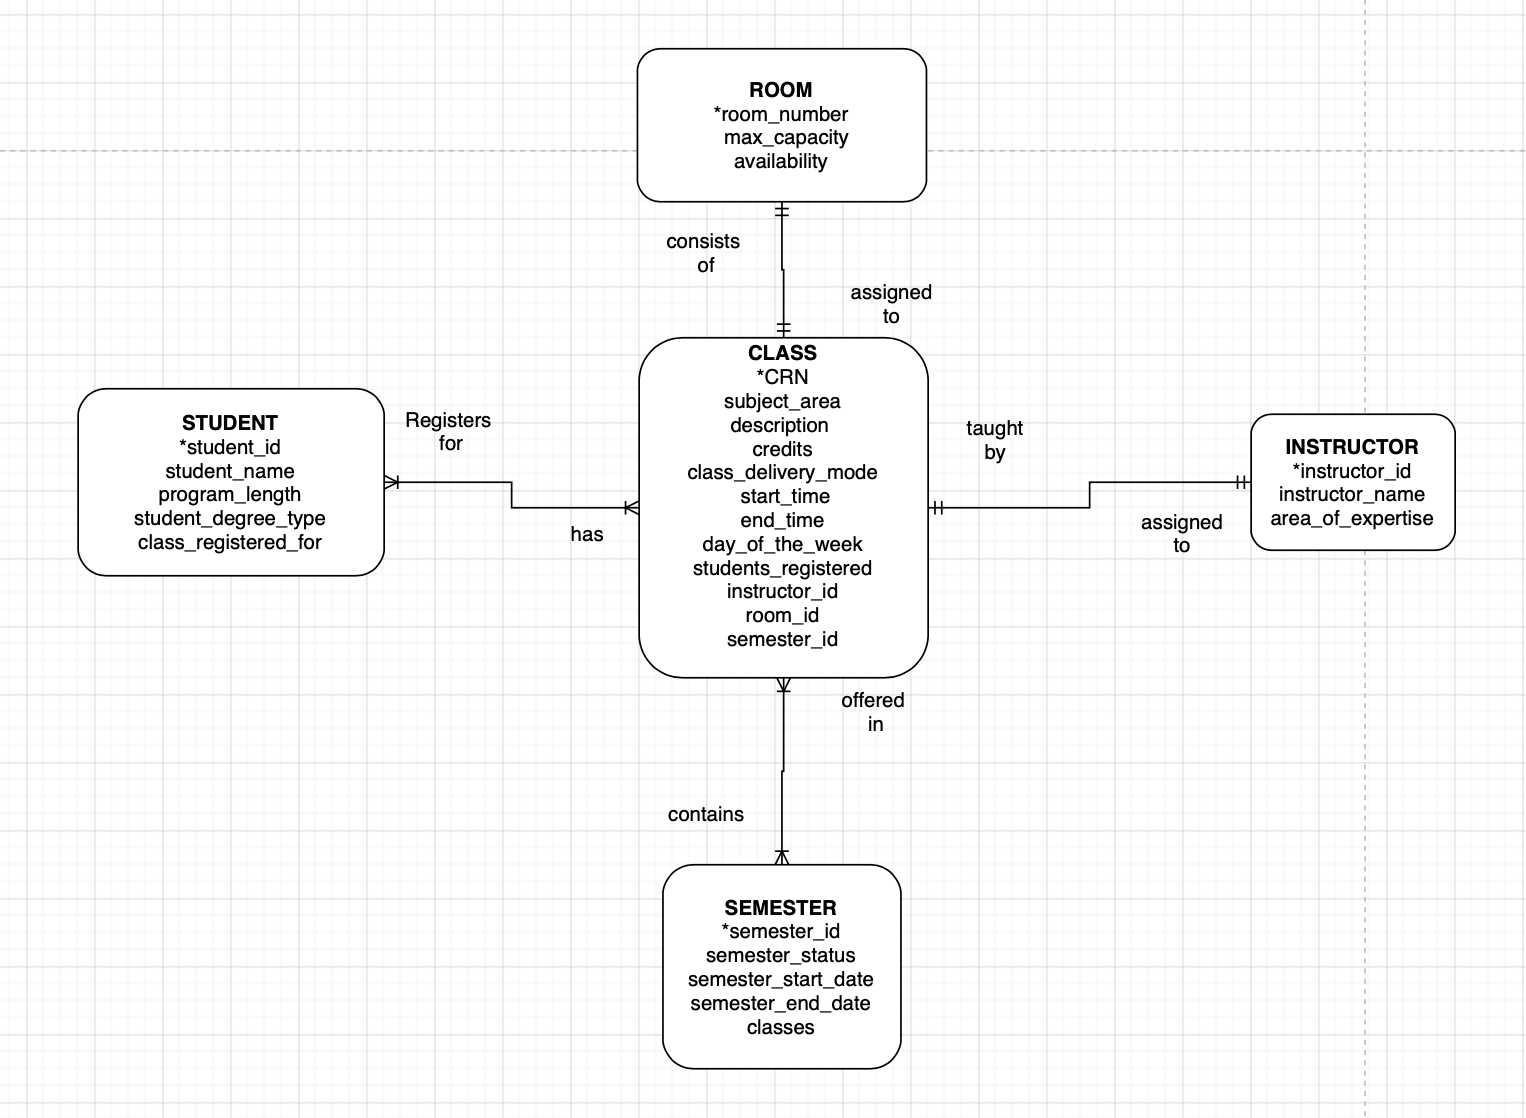 ROOM
*room_number
max_capacity
availability
consists
of
assigned
to
CLASS
*CRN
subject_area
description
credits
class_delivery_mode
start_time
end_time
day_of_the_week
students_registered
instructor_id
room_id
semester_id
STUDENT
*student_id
student_name
program_length
student_degree_type
class_registered_for
Registers
for
has
taught
by
assigned
to
INSTRUCTOR
*instructor_id
instructor_name
area_of_expertise
offered
in
contains
SEMESTER
*semester_id
semester_status
semester_start_date
semester_end_date
classes